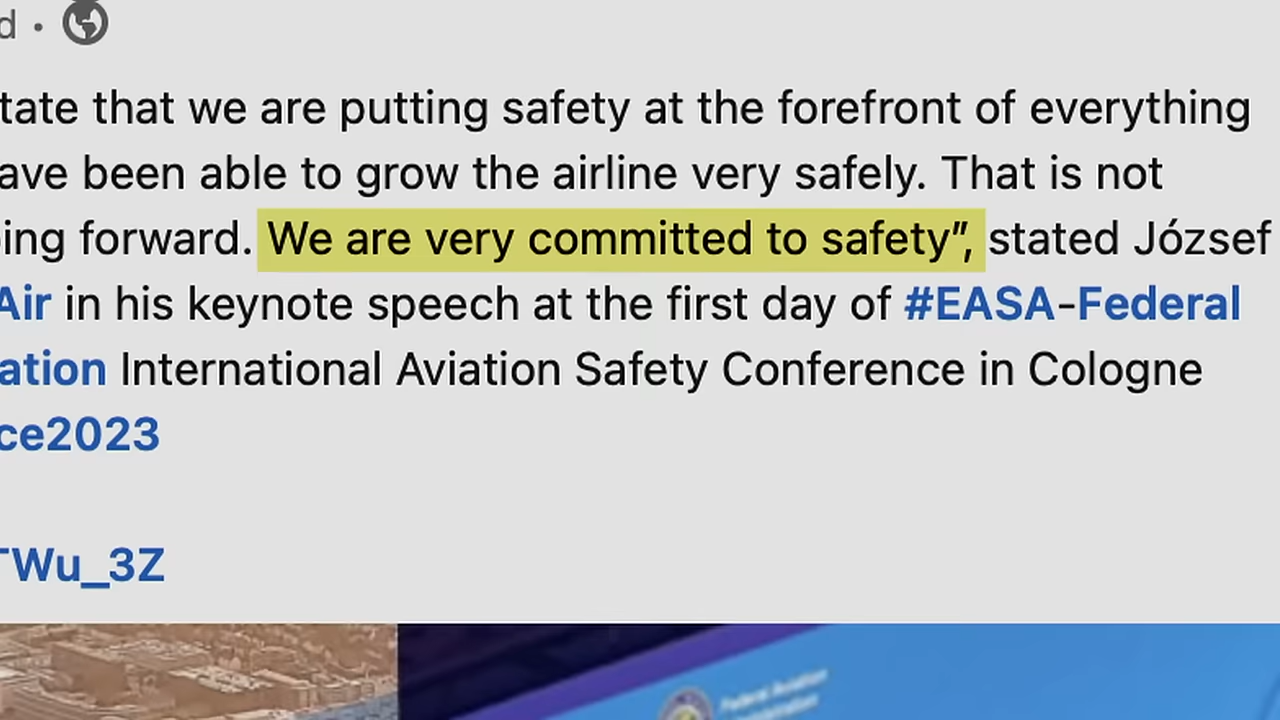 d •
tate that we are putting safety at the forefront of everything
ave been able to grow the airline very safely. That is not
ing forward. We are very committed to safety”, stated József
Air in his keynote speech at the first day of #EASA-Federal
ation International Aviation Safety Conference in Cologne
ce2023
TWu_3Z
Federal Aviation